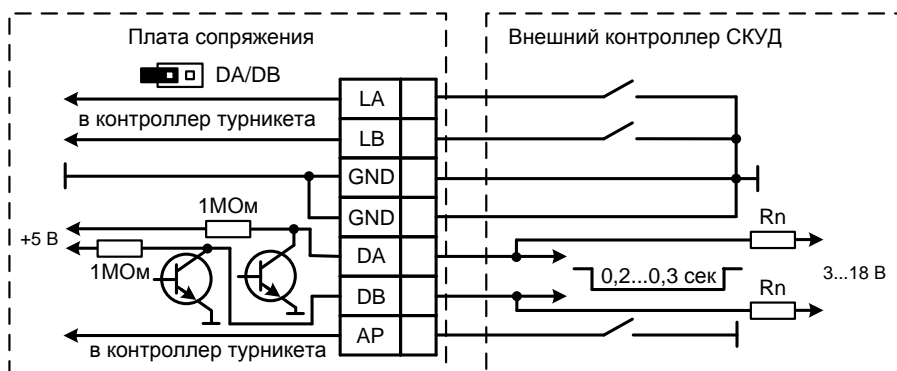 Плата сопряжения
Внешний контроллер СКУД
DA/DB
LA
в контроллер турникета
LB
GND
GND
1МОм
Rn
+5 В
DA
1МОм
0,2...0,3 сек
3...18 В
DB
Rn
AP
в контроллер турникета